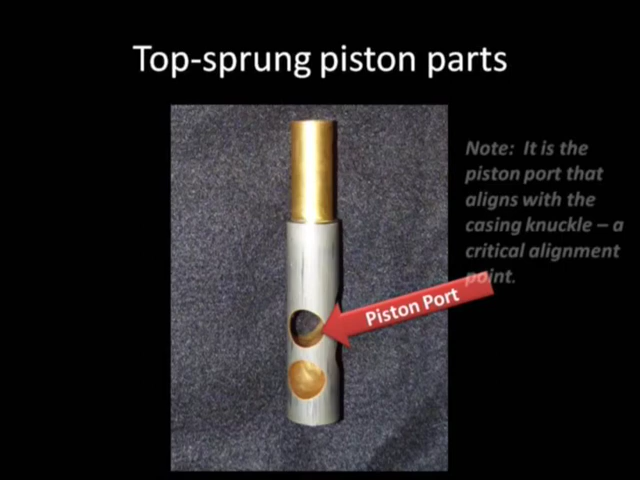 Top-sprung piston parts
Note: It is the
piston port that
aligns with the
casing knuckle – a
critical alignment
point.
Piston Port